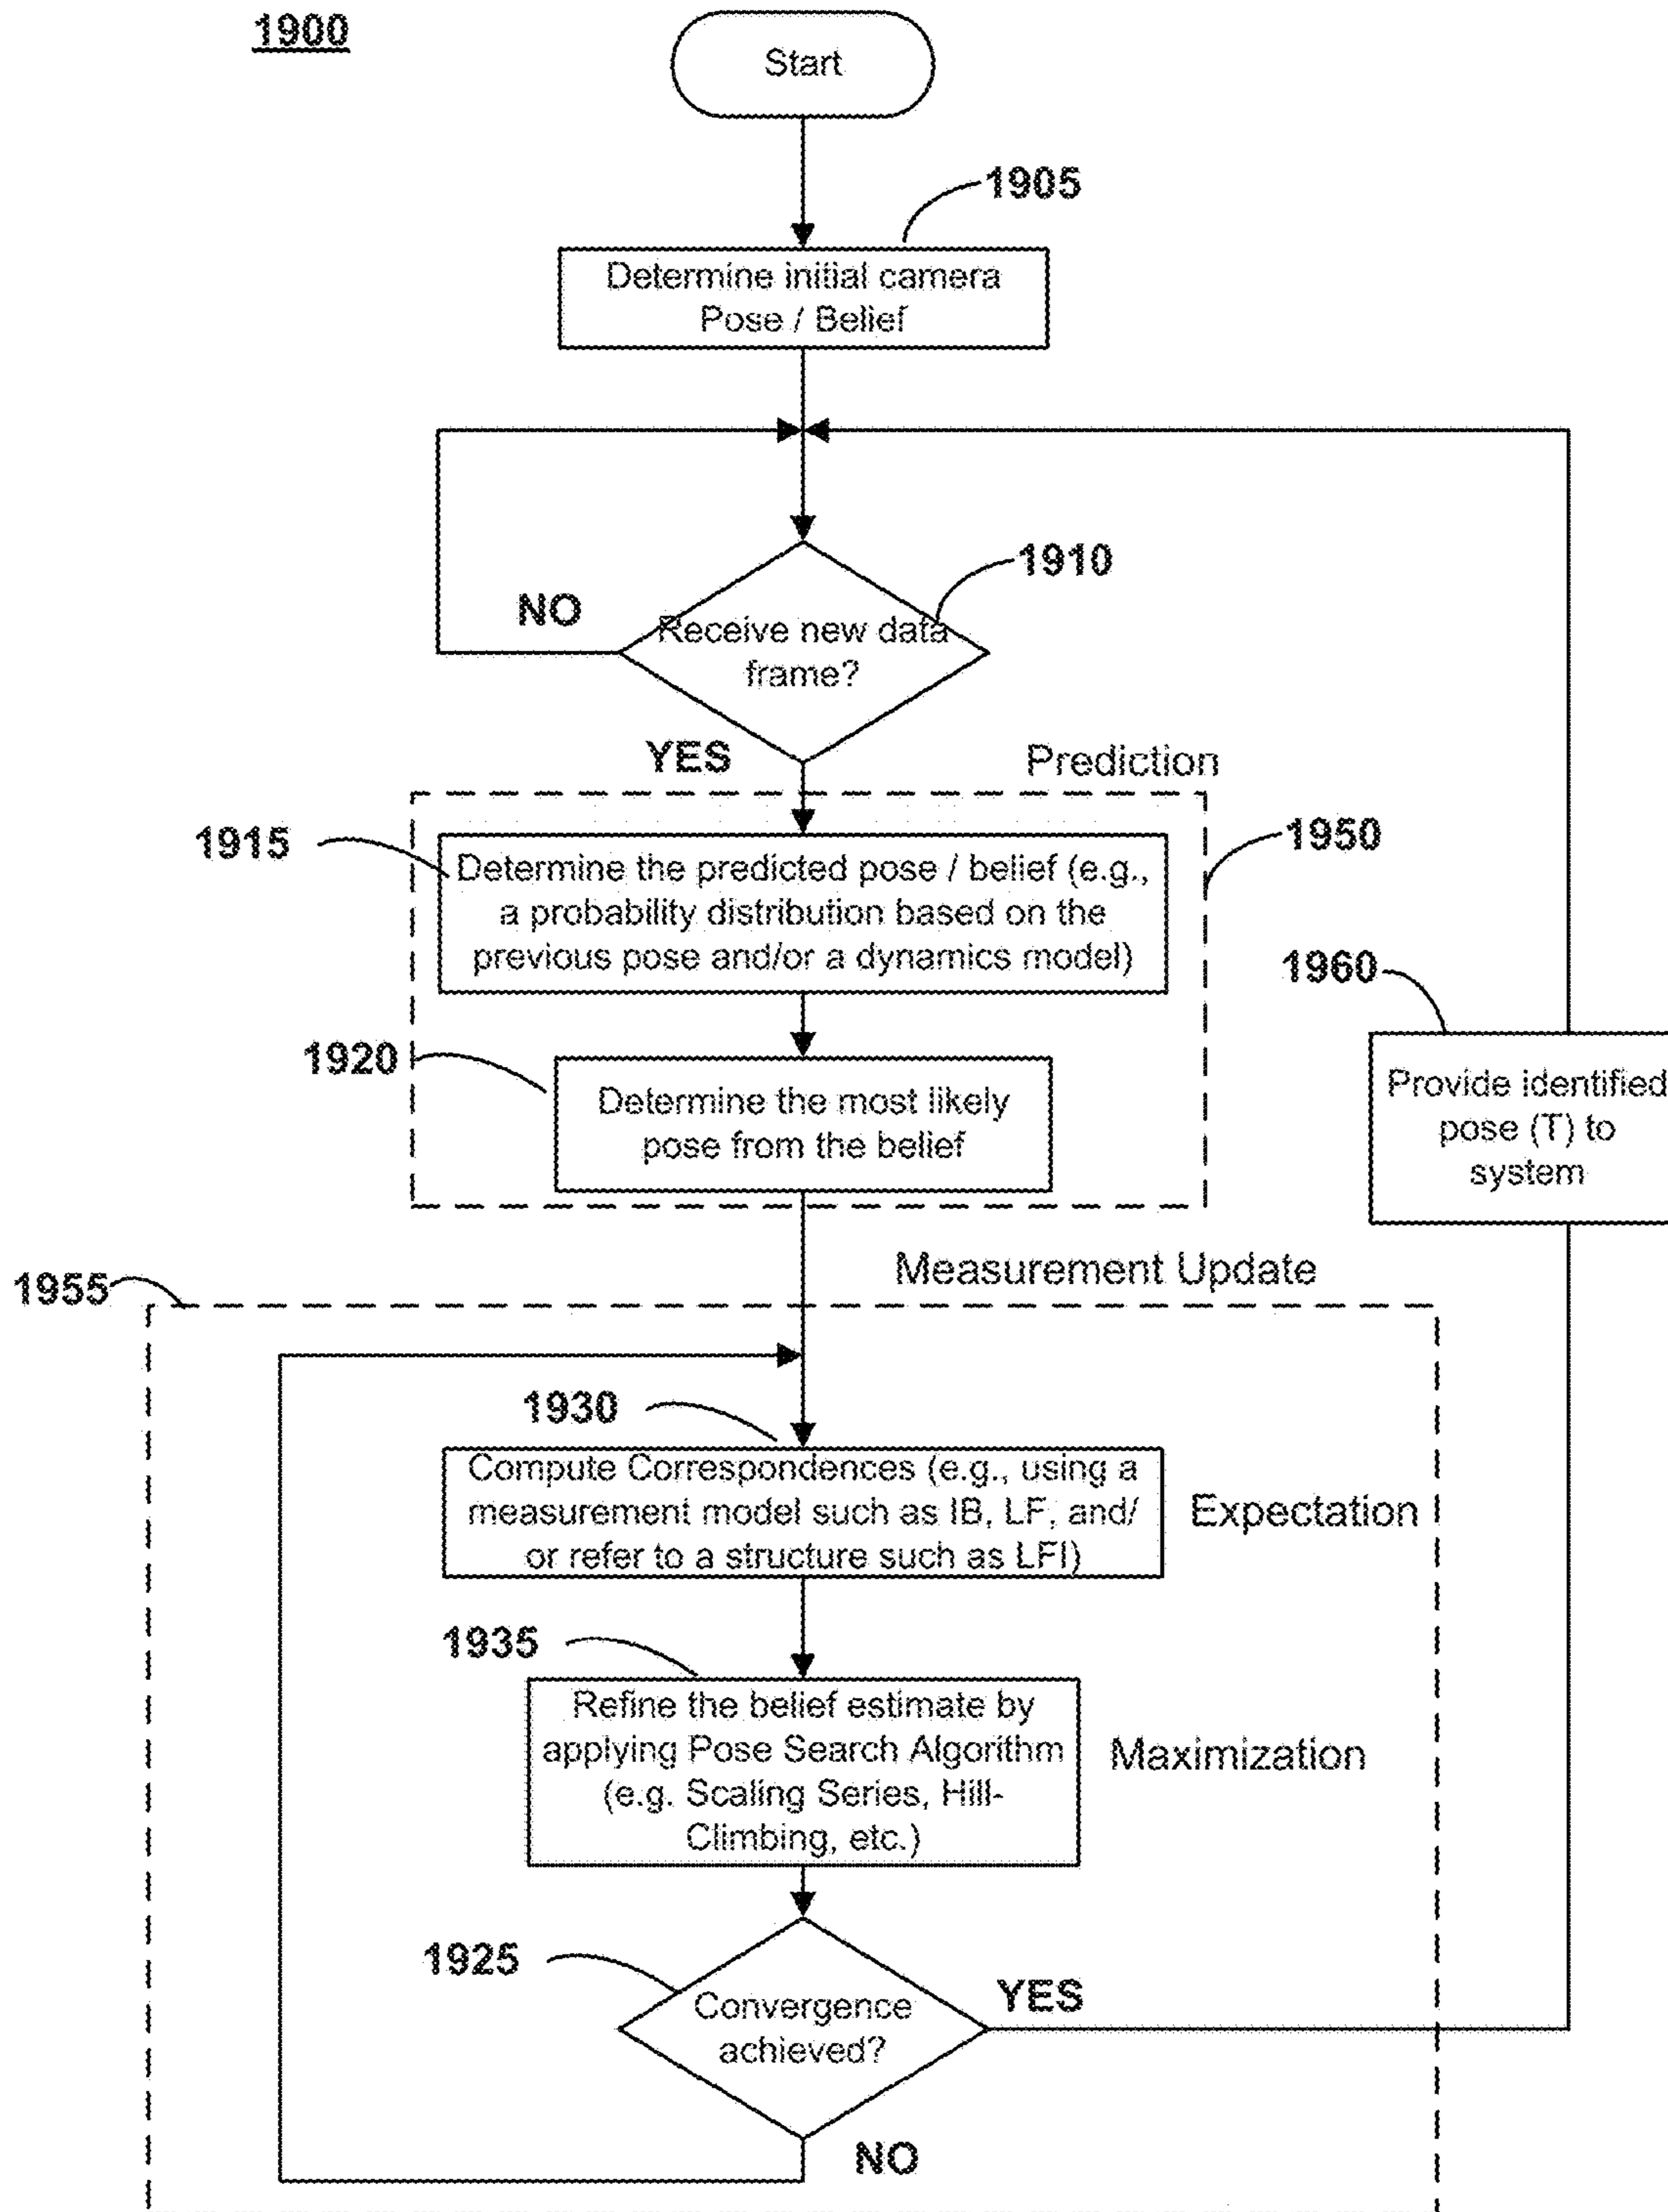 1900
Start
1905
Determine initial camera
Pose / Belief
1910
NO
Receive new data
frame?
YES
Prediction
1915
1950
Determine the predicted pose / belief (e.g.,
a probability distribution based on the
previous pose and/or a dynamics model)
1960
1920
Determine the most likely
pose from the belief
Provide identified
pose (T) to
system
Measurement Update
1955
1930
Compute Correspondences (e.g., using a
measurement model such as IB, LF, and/
or refer to a structure such as LFI)
Expectation
1935
Refine the belief estimate by
applying Pose Search Algorithm
(e.g. Scaling Series, Hill-
Climbing, etc.)
Maximization
1925
YES
Convergence
achieved?
NO